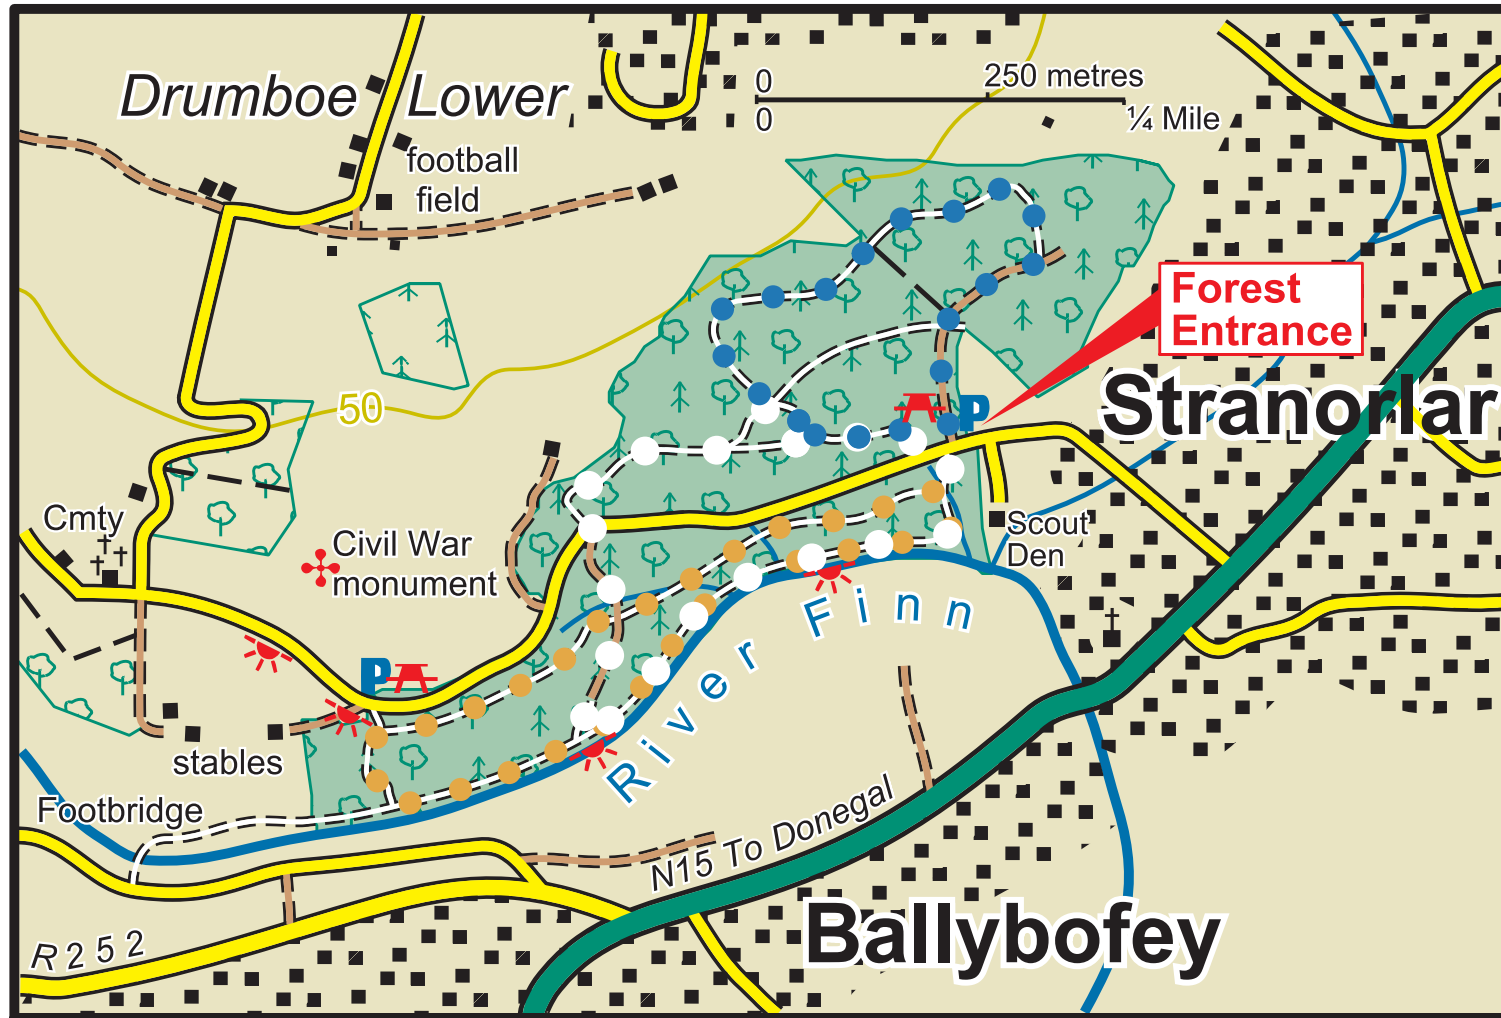 0
250 metres
0
¼ Mile
Drumboe Lower
football
field
Forest
Entrance
Stranorlar
50
P
Cmty
Civil War
monument
Scout
Den
P
River Finn
stables
Footbridge
N15 To Donegal
R252
Ballybofey